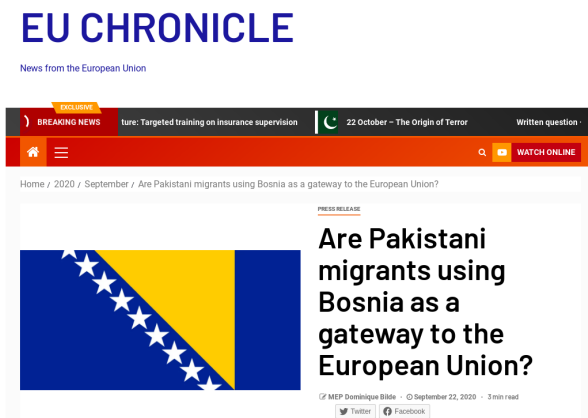 EU CHRONICLE
News from the European Union
EXCLUSIVE
BREAKING NEWS
ture: Targeted training on insurance supervision
22 October – The Origin of Terror
Written question
WATCH ONLINE
Home / 2020 / September / Are Pakistani migrants using Bosnia as a gateway to the European Union?
PRESS RELEASE
Are Pakistani
migrants using
Bosnia as a
gateway to the
European Union?
MEP Dominique Bilde · September 22, 2020 · 3 min read
Twitter
Facebook